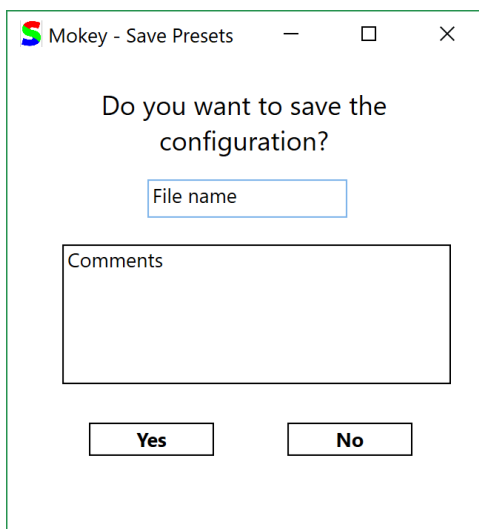 S Mokey - Save Presets
Do you want to save the
configuration?
File name
Comments
Yes
No